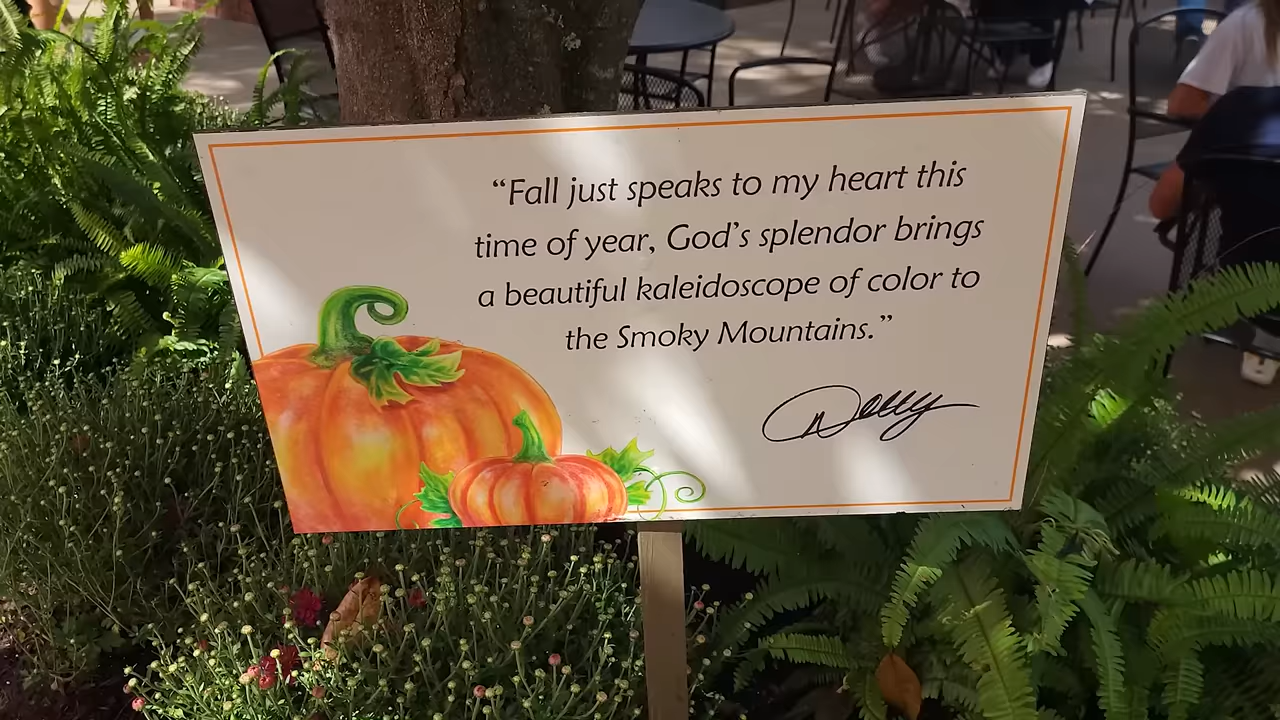 “Fall just speaks to my heart this
time of year, God’s splendor brings
a beautiful kaleidoscope of color to
the Smoky Mountains.”
Dolly